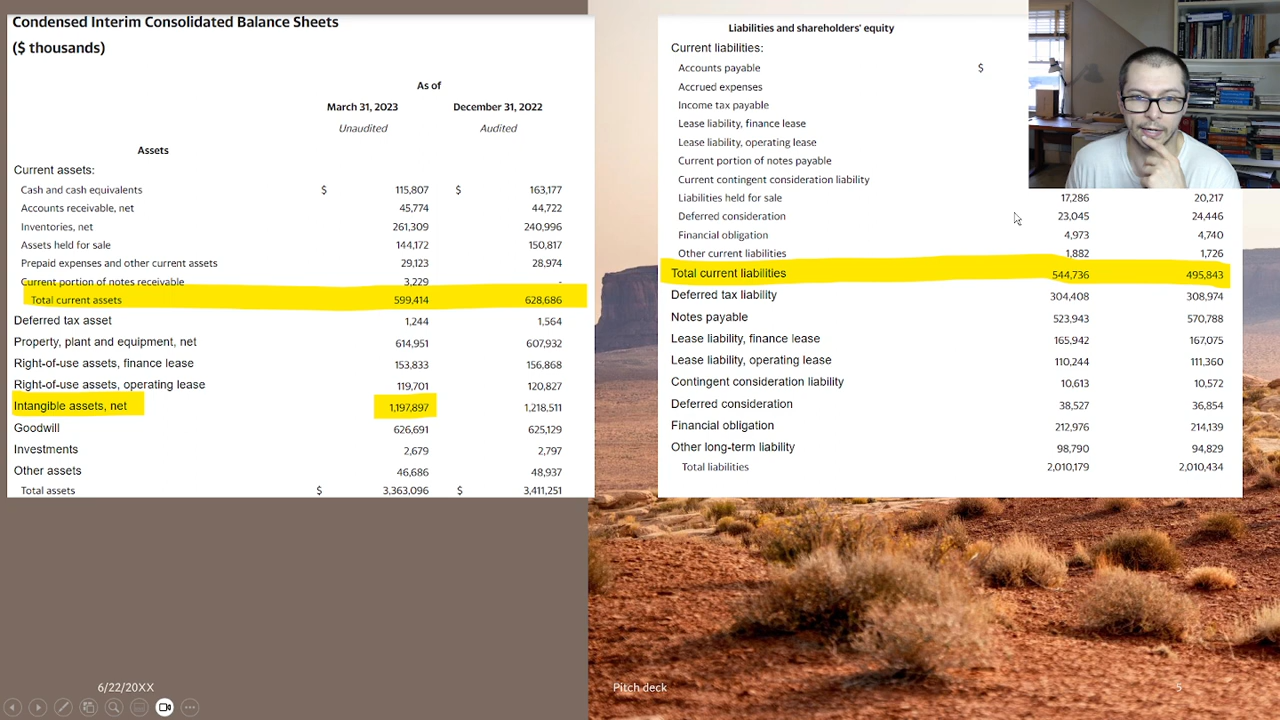 Condensed Interim Consolidated Balance Sheets
($ thousands)
As of
March 31, 2023 December 31, 2022
Unaudited Audited
Assets
Current assets:
Cash and cash equivalents $ 115,807 $ 163,177
Accounts receivable, net 45,774 44,722
Inventories, net 261,309 240,996
Assets held for sale 144,172 150,817
Prepaid expenses and other current assets 29,123 28,974
Current portion of notes receivable 3,229 -
Total current assets 599,414 628,686
Deferred tax asset 1,244 1,564
Property, plant and equipment, net 614,951 607,932
Right-of-use assets, finance lease 153,833 156,868
Right-of-use assets, operating lease 119,701 120,827
Intangible assets, net 1,197,897 1,218,511
Goodwill 626,691 625,129
Investments 2,679 2,797
Other assets 46,686 48,937
Total assets $ 3,363,096 $ 3,411,251
Liabilities and shareholders' equity
Current liabilities:
Accounts payable $
Accrued expenses
Income tax payable
Lease liability, finance lease
Lease liability, operating lease
Current portion of notes payable
Current contingent consideration liability
Liabilities held for sale 17,286 20,217
Deferred consideration 23,045 24,446
Financial obligation 4,973 4,740
Other current liabilities 1,882 1,726
Total current liabilities 544,736 495,843
Deferred tax liability 304,408 308,974
Notes payable 523,943 570,788
Lease liability, finance lease 165,942 167,075
Lease liability, operating lease 110,244 111,360
Contingent consideration liability 10,613 10,572
Deferred consideration 38,527 36,854
Financial obligation 212,976 214,139
Other long-term liability 98,790 94,829
Total liabilities 2,010,179 2,010,434
6/22/20XX
Pitch deck
5